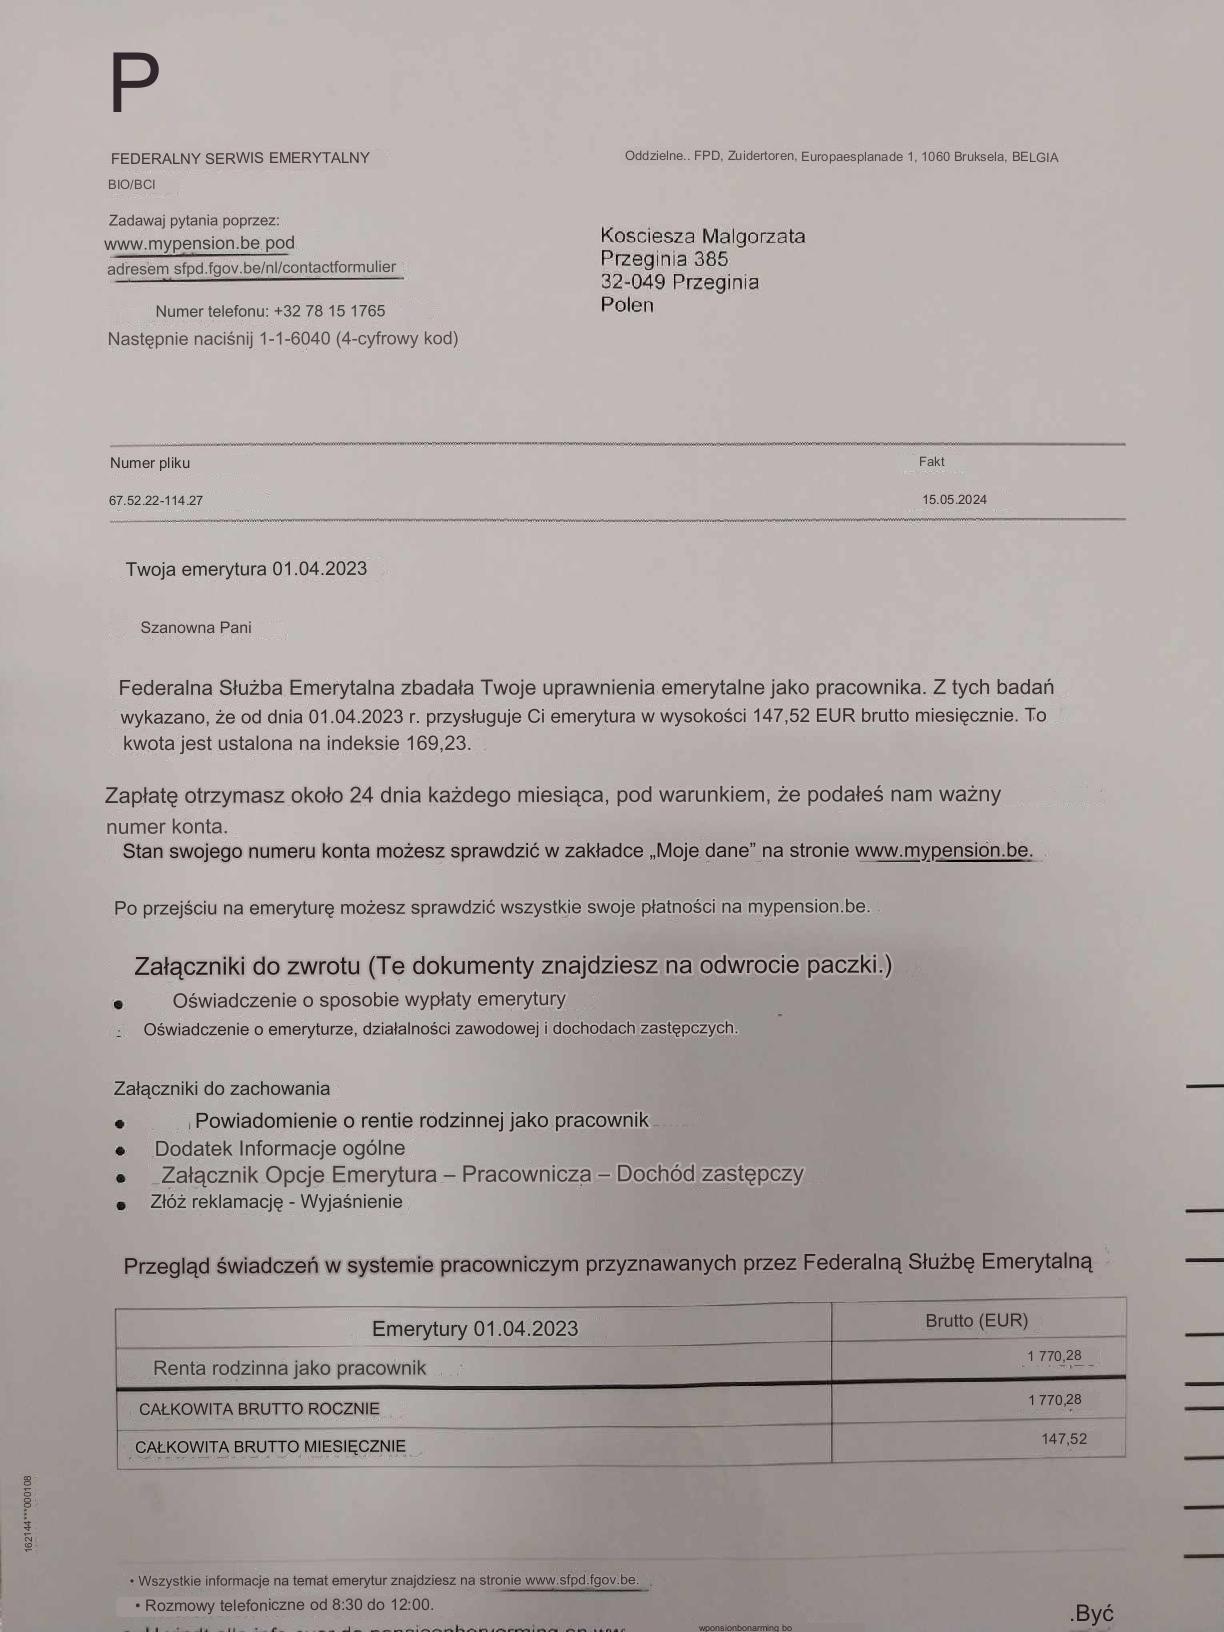 P
FEDERALNY SERWIS EMERYTALNY
Oddzielne.. FPD, Zuidertoren, Europaesplanade 1, 1060 Bruksela, BELGIA
BIO/BCI
Zadawaj pytania poprzez:
www.mypension.be pod
adresem sfpd.fgov.be/nl/contactformulier
Numer telefonu: +32 78 15 1765
Następnie naciśnij 1-1-6040 (4-cyfrowy kod)
Kosciesza Malgorzata
Przeginia 385
32-049 Przeginia
Polen
Numer pliku Fakt
67.52.22-114.27 15.05.2024
Twoja emerytura 01.04.2023
Szanowna Pani
Federalna Służba Emerytalna zbadała Twoje uprawnienia emerytalne jako pracownika. Z tych badań
wykazano, że od dnia 01.04.2023 r. przysługuje Ci emerytura w wysokości 147,52 EUR brutto miesięcznie. To
kwota jest ustalona na indeksie 169,23.
Zapłatę otrzymasz około 24 dnia każdego miesiąca, pod warunkiem, że podałeś nam ważny
numer konta.
Stan swojego numeru konta możesz sprawdzić w zakładce „Moje dane” na stronie www.mypension.be.
Po przejściu na emeryturę możesz sprawdzić wszystkie swoje płatności na mypension.be.
Załączniki do zwrotu (Te dokumenty znajdziesz na odwrocie paczki.)
• Oświadczenie o sposobie wypłaty emerytury
: Oświadczenie o emeryturze, działalności zawodowej i dochodach zastępczych.
Załączniki do zachowania
• Powiadomienie o rentie rodzinnej jako pracownik
• Dodatek Informacje ogólne
• Załącznik Opcje Emerytura – Pracownicza – Dochód zastępczy
• Złóż reklamację - Wyjaśnienie
Przegląd świadczeń w systemie pracowniczym przyznawanych przez Federalną Służbę Emerytalną
Emerytury 01.04.2023 Brutto (EUR)
Renta rodzinna jako pracownik 1 770,28
CAŁKOWITA BRUTTO ROCZNIE 1 770,28
CAŁKOWITA BRUTTO MIESIĘCZNIE 147,52
162144***000108
• Wszystkie informacje na temat emerytur znajdziesz na stronie www.sfpd.fgov.be.
• Rozmowy telefoniczne od 8:30 do 12:00.
.Być